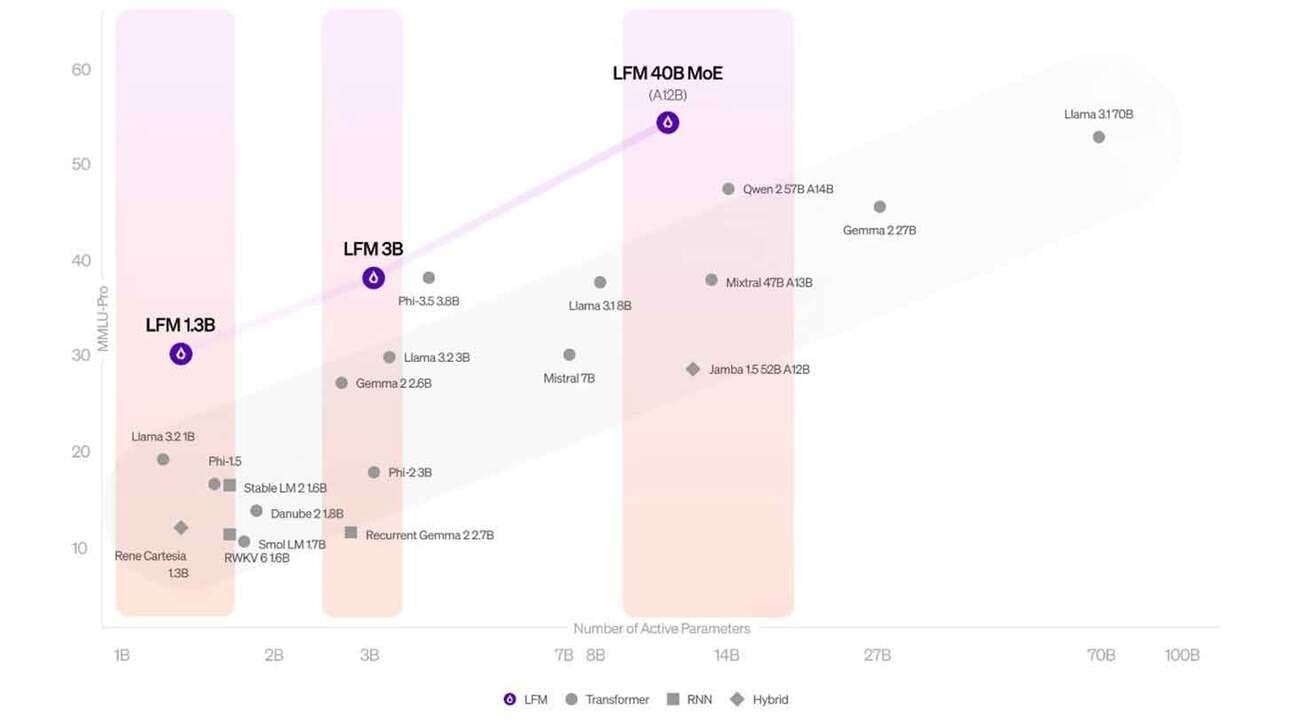 60
50
40
30
20
10
MMLU-Pro
LFM 40B MoE
(A12B)
Llama 3.1 70B
Qwen 2 57B A14B
Gemma 2 27B
LFM 3B
Phi-3.5 3.8B
Llama 3.1 8B
Mixtral 47B A13B
LFM 1.3B
Llama 3.2 3B
Mistral 7B
Jamba 1.5 52B A12B
Gemma 2 2.6B
Llama 3.2 1B
Phi-1.5
Phi-2 3B
Stable LM 2 1.6B
Danube 2 1.8B
Recurrent Gemma 2 2.7B
Smol LM 1.7B
Rene Cartesia
1.3B
RWKV 6 1.6B
Number of Active Parameters
1B
2B
3B
7B
8B
14B
27B
70B
100B
LFM
Transformer
RNN
Hybrid